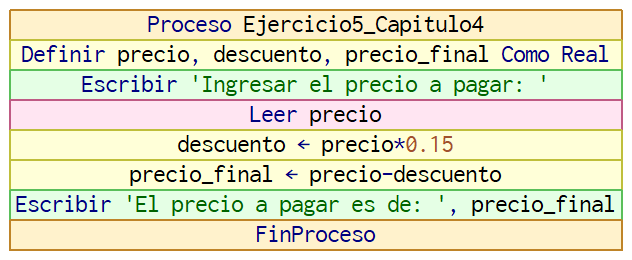 Proceso Ejercicio5_Capitulo4
Definir precio, descuento, precio_final Como Real
Escribir 'Ingresar el precio a pagar: '
Leer precio
descuento ← precio*0.15
precio_final ← precio-descuento
Escribir 'El precio a pagar es de: ', precio_final
FinProceso